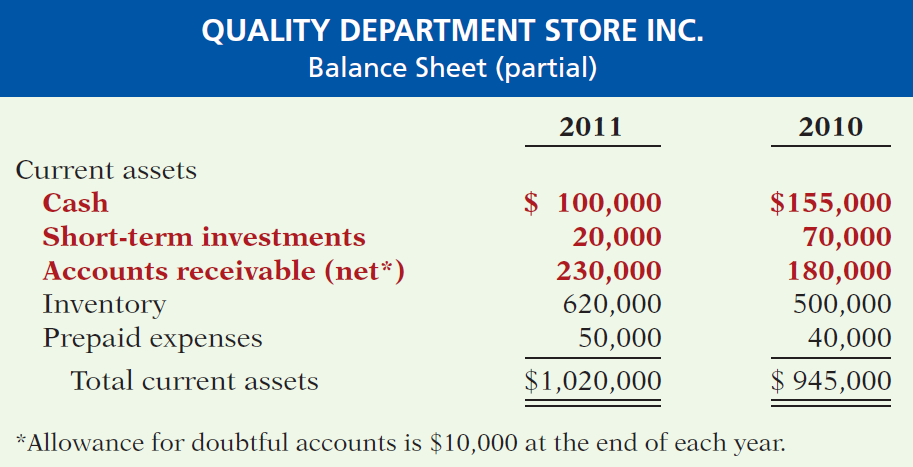 QUALITY DEPARTMENT STORE INC.
Balance Sheet (partial)
2011 2010
Current assets
Cash $ 100,000 $155,000
Short-term investments 20,000 70,000
Accounts receivable (net*) 230,000 180,000
Inventory 620,000 500,000
Prepaid expenses 50,000 40,000
Total current assets $1,020,000 $ 945,000
*Allowance for doubtful accounts is $10,000 at the end of each year.